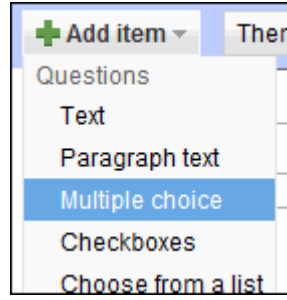 Add item Ther
Questions
Text
Paragraph text
Multiple choice
Checkboxes
Choose from a list